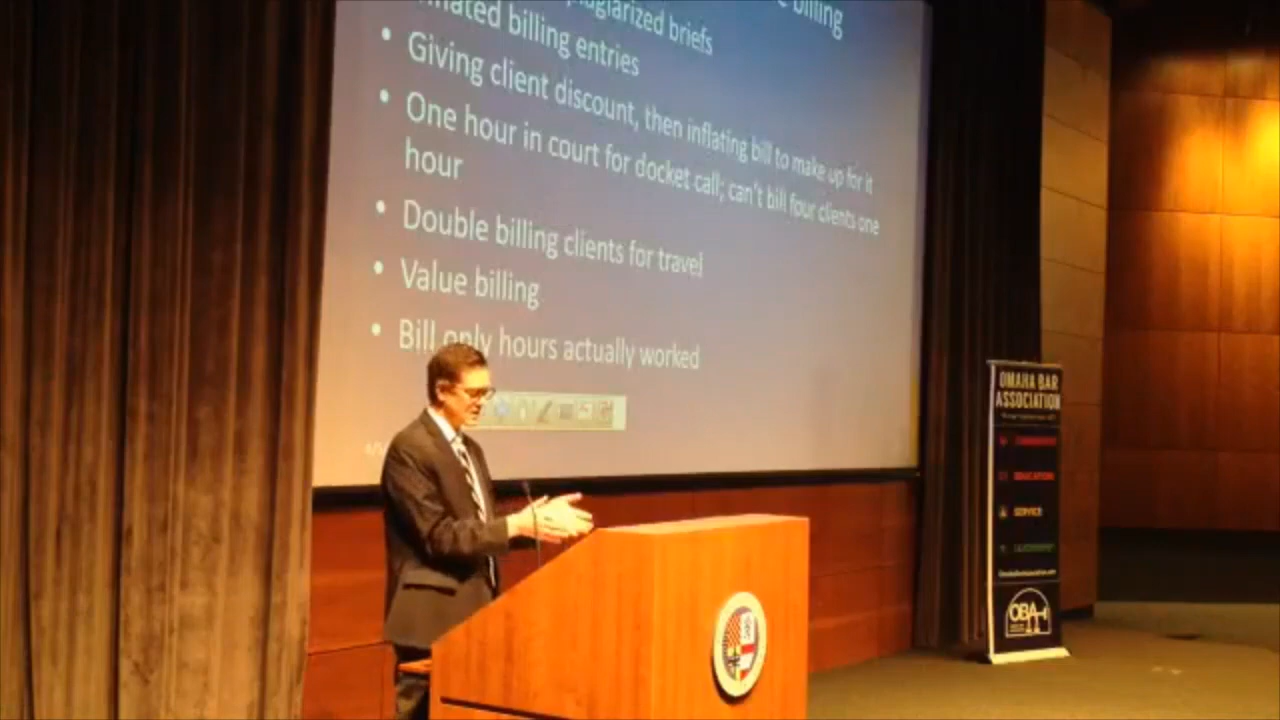 billing
plagiarized briefs
billing entries
• Giving client discount, then inflating bill to make up for it
• One hour in court for docket call; can't bill four clients one
hour
• Double billing clients for travel
• Value billing
• Bill only hours actually worked
OMAHA BAR
ASSOCIATION
EDUCATION
SERVICE
OBA